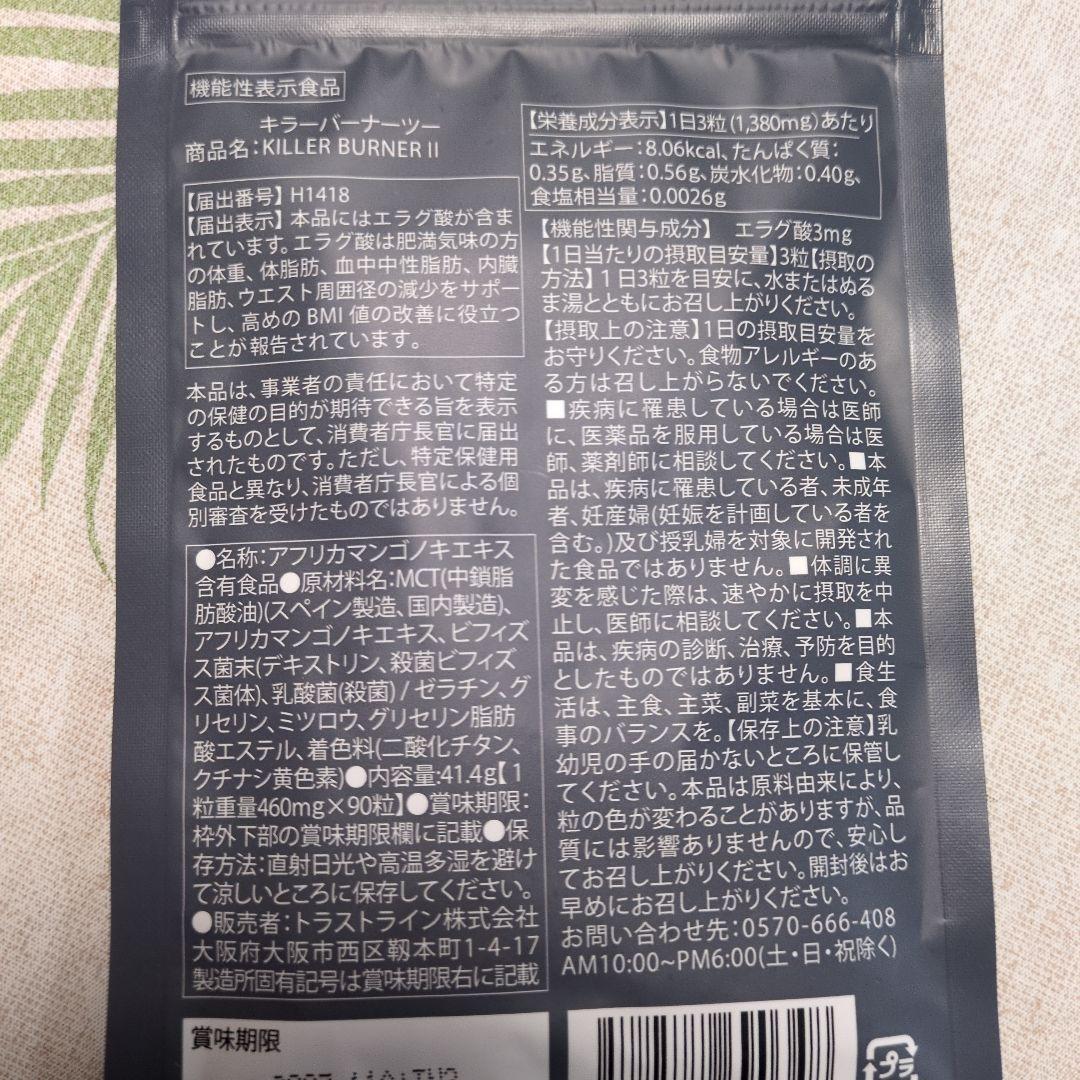 機能性表示食品
キラーバーナーツー
商品名:KILLER BURNER II
【届出番号】H1418
【届出表示】本品にはエラグ酸が含ま
れています。エラグ酸は肥満気味の方
の体重、体脂肪、血中中性脂肪、内臓
脂肪、ウエスト周囲径の減少をサポー
トし、高めのBMI値の改善に役立つ
ことが報告されています。
本品は、事業者の責任において特定
の保健の目的が期待できる旨を表示
するものとして、消費者庁長官に届出
されたものです。ただし、特定保健用
食品と異なり、消費者庁長官による個
別審査を受けたものではありません。
●名称:アフリカマンゴノキエキス
含有食品●原材料名:MCT(中鎖脂
肪酸油)(スペイン製造、国内製造)、
アフリカマンゴノキエキス、ビフィズ
ス菌末(デキストリン、殺菌ビフィズ
ス菌体)、乳酸菌(殺菌) / ゼラチン、グ
リセリン、ミツロウ、グリセリン脂肪
酸エステル、着色料(二酸化チタン、
クチナシ黄色素)●内容量:41.4g【1
粒重量460mg×90粒】●賞味期限:
枠外下部の賞味期限欄に記載●保
存方法:直射日光や高温多湿を避け
て涼しいところに保存してください。
●販売者:トラストライン株式会社
大阪府大阪市西区靱本町1-4-17
製造所固有記号は賞味期限右に記載
賞味期限
【栄養成分表示】1日3粒(1,380mg)あたり
エネルギー:8.06kcal、たんぱく質:
0.35g、脂質:0.56g、炭水化物:0.40g、
食塩相当量:0.0026g
【機能性関与成分】 エラグ酸3mg
【1日当たりの摂取目安量】3粒【摂取の
方法】1日3粒を目安に、水またはぬる
ま湯とともにお召し上がりください。
【摂取上の注意】1日の摂取目安量を
お守りください。食物アレルギーのあ
る方は召し上がらないでください。
■疾病に罹患している場合は医師
に、医薬品を服用している場合は医
師、薬剤師に相談してください。■本
品は、疾病に罹患している者、未成年
者、妊産婦(妊娠を計画している者を
含む。)及び授乳婦を対象に開発され
た食品ではありません。■体調に異
変を感じた際は、速やかに摂取を中
止し、医師に相談してください。■本
品は、疾病の診断、治療、予防を目的
としたものではありません。■食生
活は、主食、主菜、副菜を基本に、食
事のバランスを。【保存上の注意】乳
幼児の手の届かないところに保管し
てください。本品は原料由来により、
粒の色が変わることがありますが、品
質には影響ありませんので、安心し
てお召し上がりください。開封後はお
早めにお召し上がりください。
お問い合わせ先:0570-666-408
AM10:00~PM6:00(土・日・祝除く)
プラ